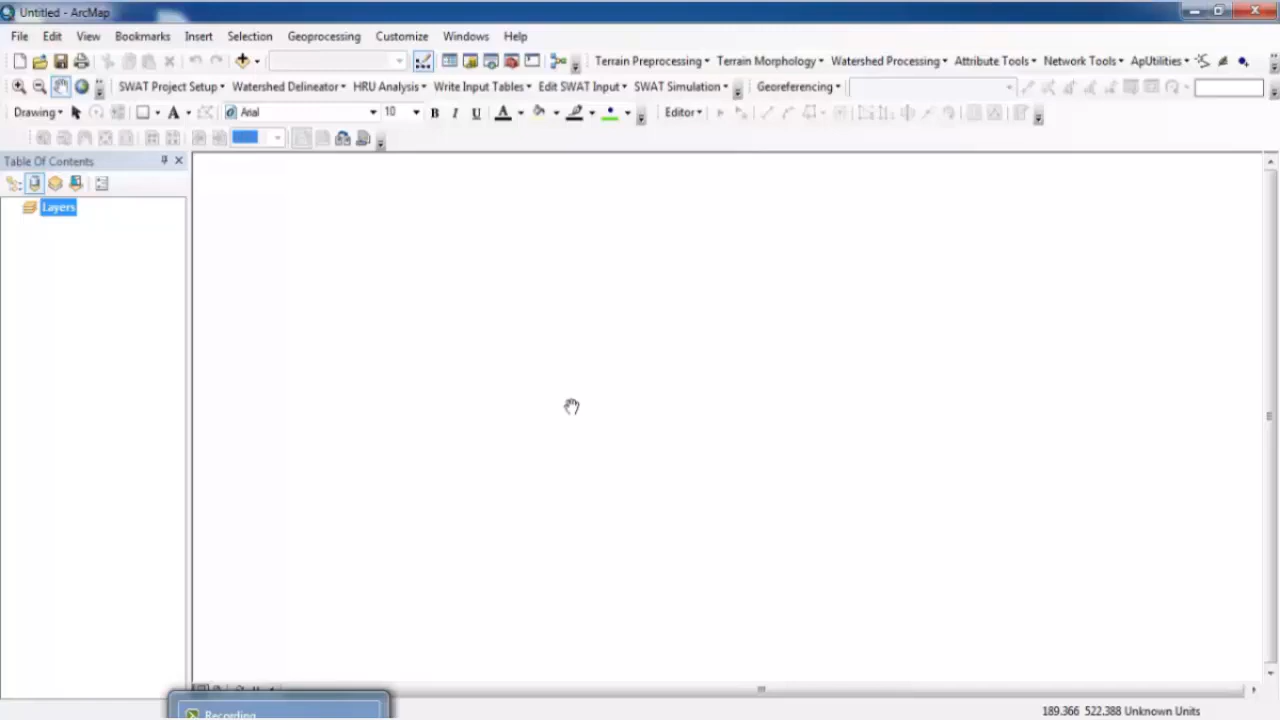 Untitled - ArcMap
File Edit View Bookmarks Insert Selection Geoprocessing Customize Windows Help
Terrain Preprocessing Terrain Morphology Watershed Processing Attribute Tools Network Tools ApUtilities
SWAT Project Setup Watershed Delineator HRU Analysis Write Input Tables Edit SWAT Input SWAT Simulation Georeferencing
Drawing A Arial 10 B I U A Editor
Table Of Contents
Layers
Recording
189.366 522.388 Unknown Units